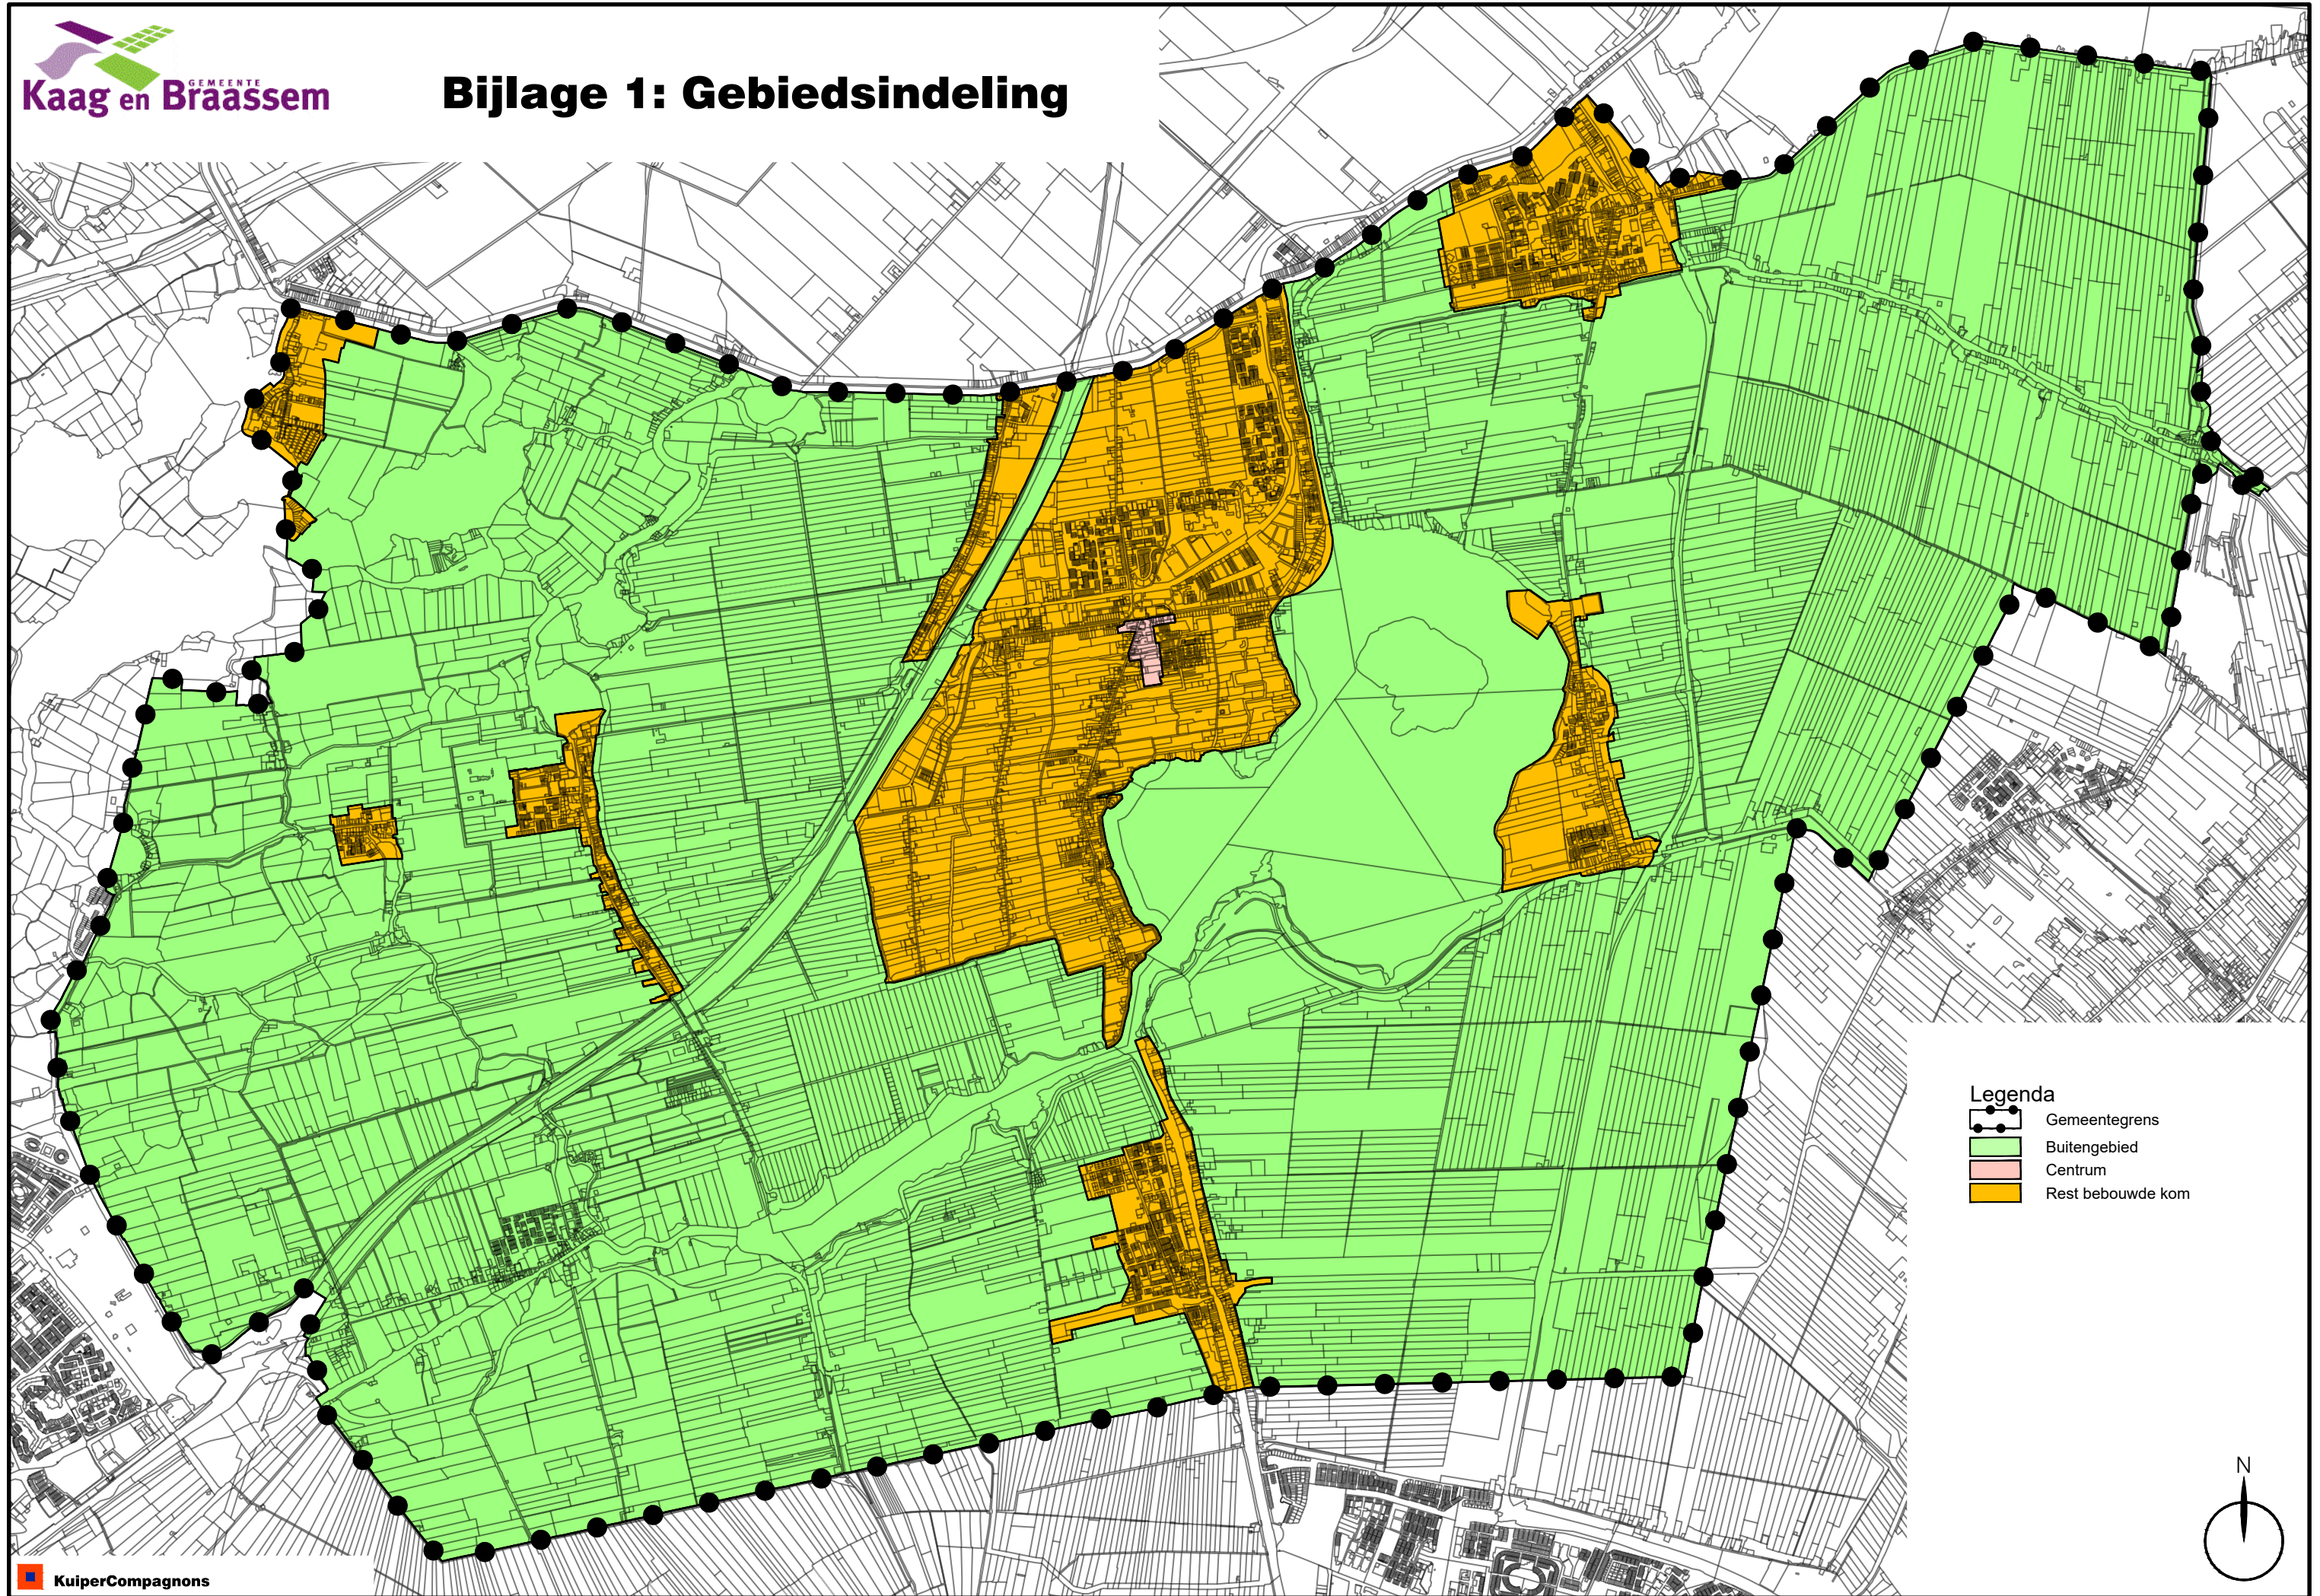 GEMEENTE
Kaag en Braassem
Bijlage 1: Gebiedsindeling
Legenda
Gemeentegrens
Buitengebied
Centrum
Rest bebouwde kom
N
KuiperCompagnons